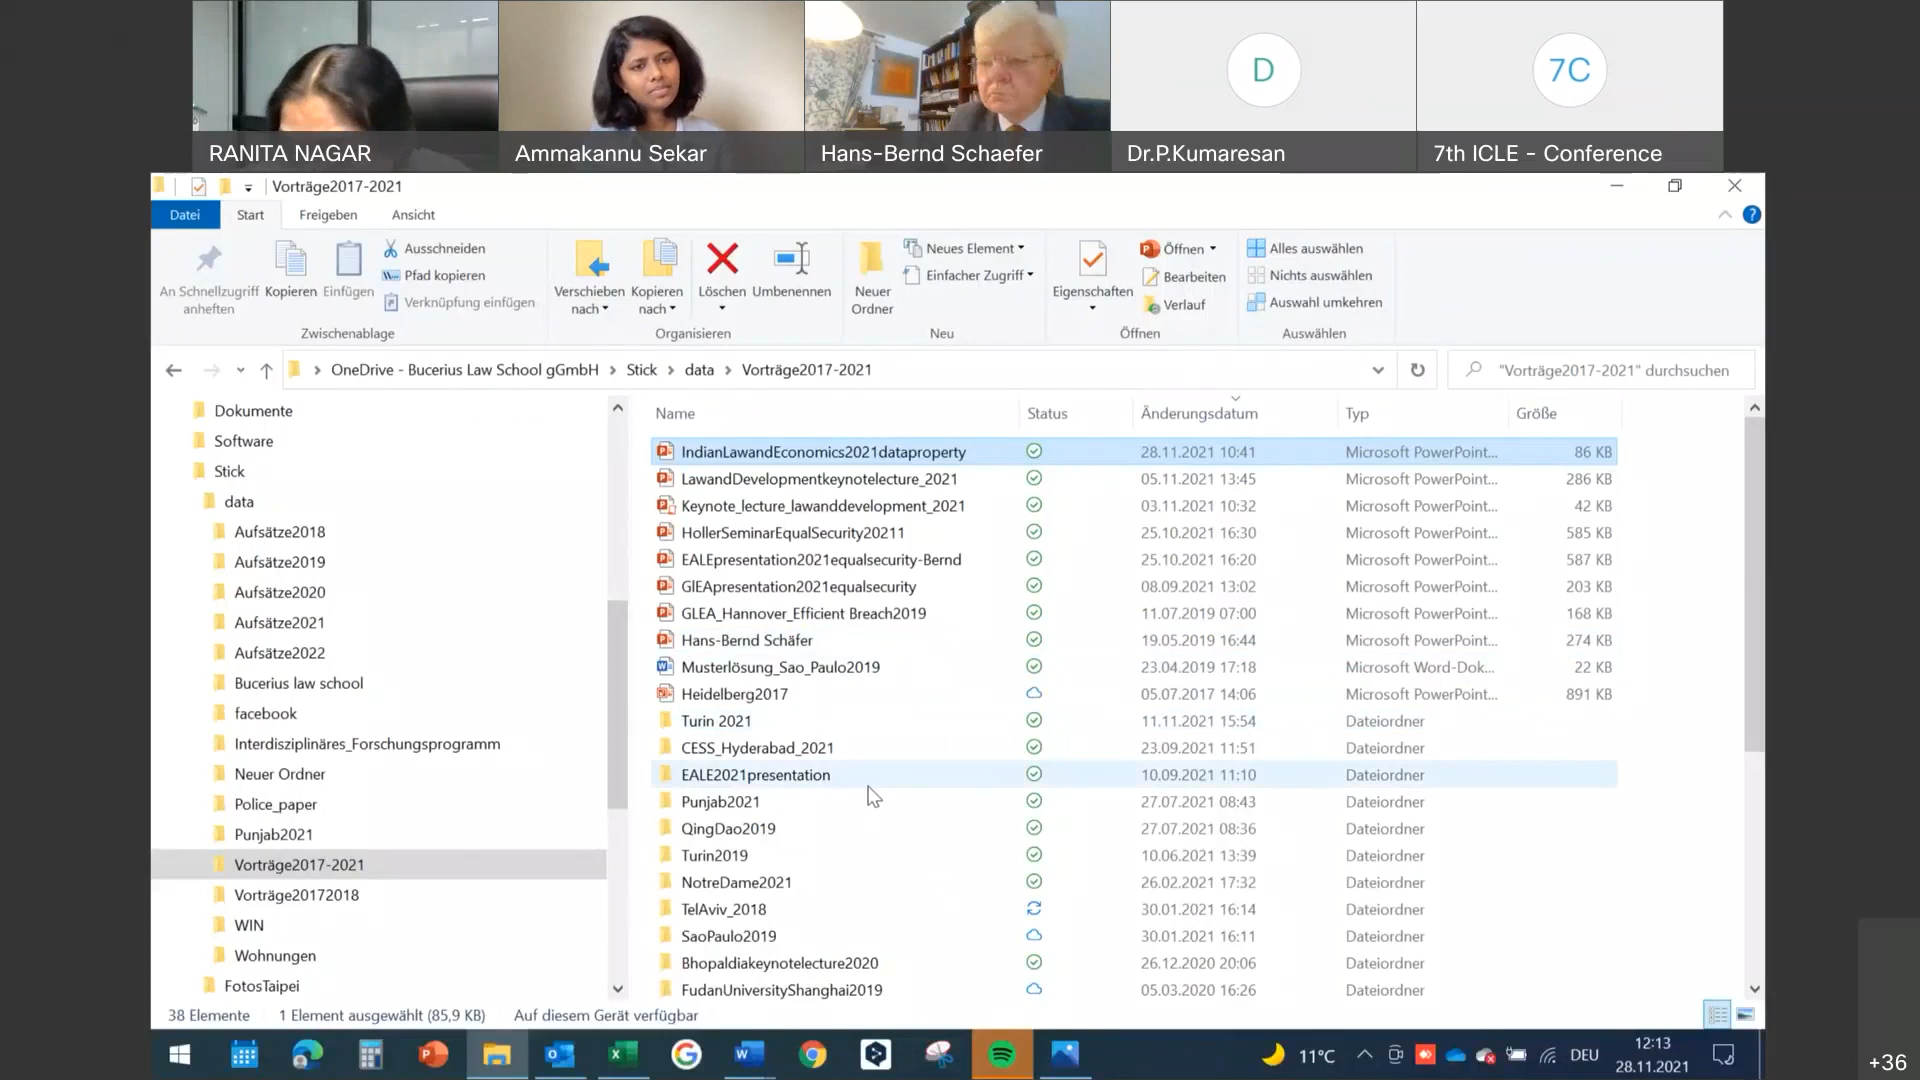 RANITA NAGAR
Ammakannu Sekar
Hans-Bernd Schaefer
D
Dr.P.Kumaresan
7C
7th ICLE - Conference
Vorträge2017-2021
Datei Start Freigeben Ansicht
An Schnellzugriff anheften
Kopieren
Einfügen
Ausschneiden
Pfad kopieren
Verknüpfung einfügen
Zwischenablage
Verschieben nach
Kopieren nach
Löschen
Umbenennen
Organisieren
Neuer Ordner
Neues Element
Einfacher Zugriff
Neu
Eigenschaften
Öffnen
Bearbeiten
Verlauf
Öffnen
Alles auswählen
Nichts auswählen
Auswahl umkehren
Auswählen
OneDrive - Bucerius Law School gGmbH > Stick > data > Vorträge2017-2021
"Vorträge2017-2021" durchsuchen
Dokumente
Software
Stick
data
Aufsätze2018
Aufsätze2019
Aufsätze2020
Aufsätze2021
Aufsätze2022
Bucerius law school
facebook
Interdisziplinäres_Forschungsprogramm
Neuer Ordner
Police_paper
Punjab2021
Vorträge2017-2021
Vorträge20172018
WIN
Wohnungen
FotosTaipei
Name Status Änderungsdatum Typ Größe
IndianLawandEconomics2021dataproperty 28.11.2021 10:41 Microsoft PowerPoint... 86 KB
LawandDevelopmentkeynotelecture_2021 05.11.2021 13:45 Microsoft PowerPoint... 286 KB
Keynote_lecture_lawanddevelopment_2021 03.11.2021 10:32 Microsoft PowerPoint... 42 KB
HollerSeminarEqualSecurity20211 25.10.2021 16:30 Microsoft PowerPoint... 585 KB
EALEpresentation2021equalsecurity-Bernd 25.10.2021 16:20 Microsoft PowerPoint... 587 KB
GlEApresentation2021equalsecurity 08.09.2021 13:02 Microsoft PowerPoint... 203 KB
GLEA_Hannover_Efficient Breach2019 11.07.2019 07:00 Microsoft PowerPoint... 168 KB
Hans-Bernd Schäfer 19.05.2019 16:44 Microsoft PowerPoint... 274 KB
Musterlösung_Sao_Paulo2019 23.04.2019 17:18 Microsoft Word-Dok... 22 KB
Heidelberg2017 05.07.2017 14:06 Microsoft PowerPoint... 891 KB
Turin 2021 11.11.2021 15:54 Dateiordner
CESS_Hyderabad_2021 23.09.2021 11:51 Dateiordner
EALE2021presentation 10.09.2021 11:10 Dateiordner
Punjab2021 27.07.2021 08:43 Dateiordner
QingDao2019 27.07.2021 08:36 Dateiordner
Turin2019 10.06.2021 13:39 Dateiordner
NotreDame2021 26.02.2021 17:32 Dateiordner
TelAviv_2018 30.01.2021 16:14 Dateiordner
SaoPaulo2019 30.01.2021 16:11 Dateiordner
Bhopaldiakeynotelecture2020 26.12.2020 20:06 Dateiordner
FudanUniversityShanghai2019 05.03.2020 16:26 Dateiordner
38 Elemente 1 Element ausgewählt (85,9 KB) Auf diesem Gerät verfügbar
11°C
DEU
12:13
28.11.2021
+36